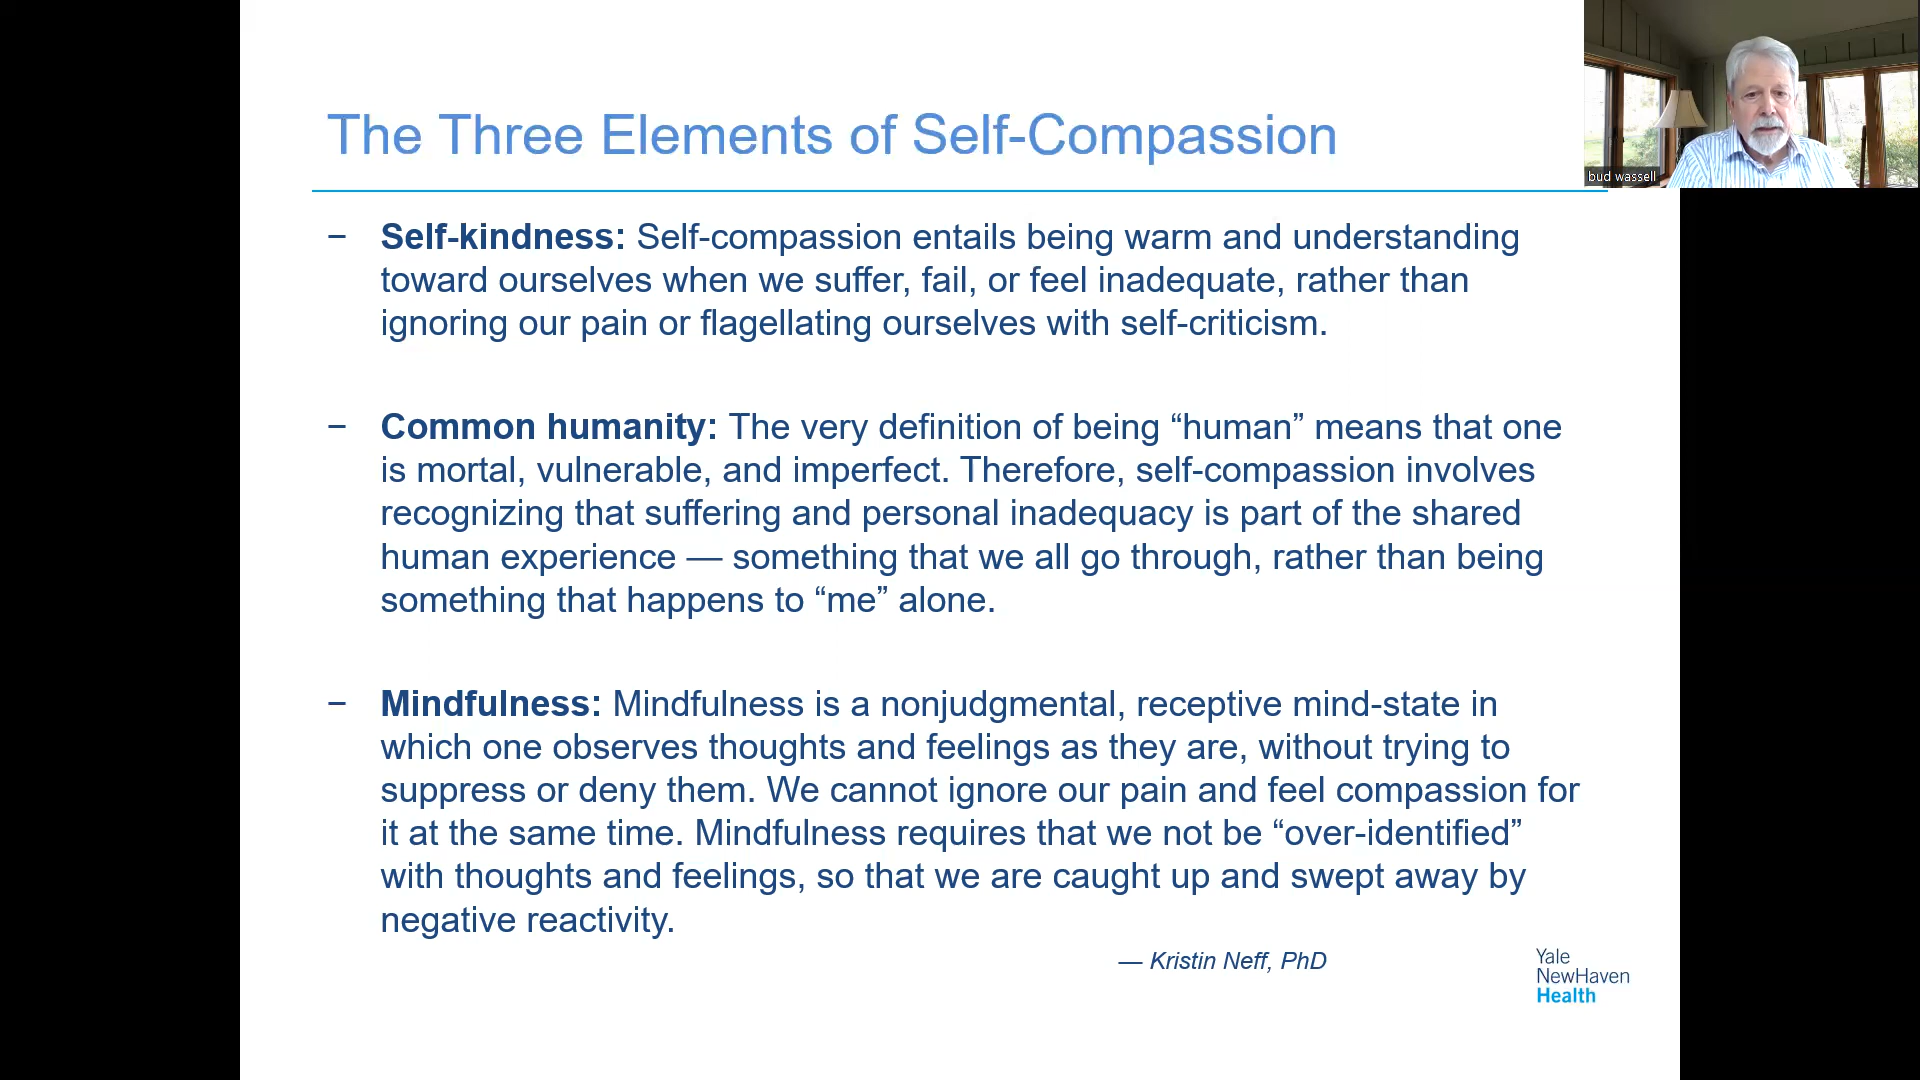 The Three Elements of Self-Compassion
bud wassell
− Self-kindness: Self-compassion entails being warm and understanding
toward ourselves when we suffer, fail, or feel inadequate, rather than
ignoring our pain or flagellating ourselves with self-criticism.
− Common humanity: The very definition of being “human” means that one
is mortal, vulnerable, and imperfect. Therefore, self-compassion involves
recognizing that suffering and personal inadequacy is part of the shared
human experience — something that we all go through, rather than being
something that happens to “me” alone.
− Mindfulness: Mindfulness is a nonjudgmental, receptive mind-state in
which one observes thoughts and feelings as they are, without trying to
suppress or deny them. We cannot ignore our pain and feel compassion for
it at the same time. Mindfulness requires that we not be “over-identified”
with thoughts and feelings, so that we are caught up and swept away by
negative reactivity.
— Kristin Neff, PhD
Yale
NewHaven
Health